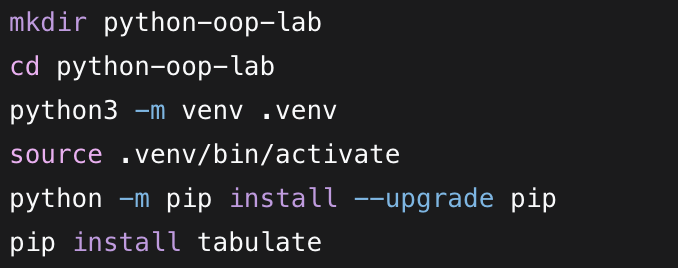 mkdir python-oop-lab
cd python-oop-lab
python3 -m venv .venv
source .venv/bin/activate
python -m pip install --upgrade pip
pip install tabulate